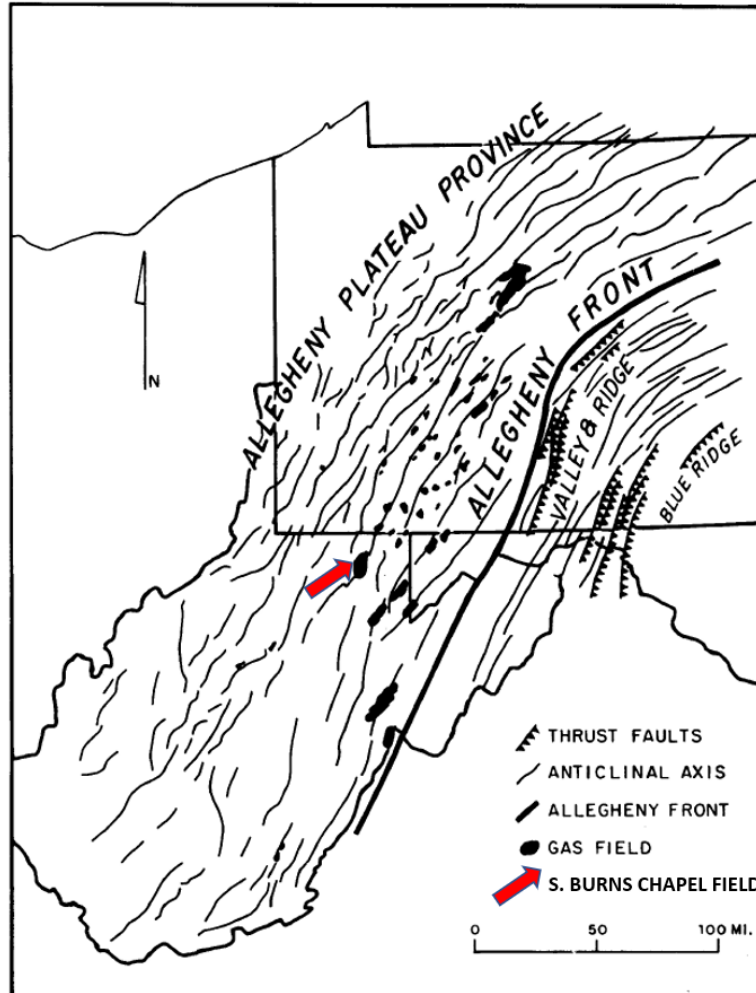 ALLEGHENY PLATEAU PROVINCE
ALLEGHENY FRONT
VALLEY & RIDGE
BLUE RIDGE
N
THRUST FAULTS
ANTICLINAL AXIS
ALLEGHENY FRONT
GAS FIELD
S. BURNS CHAPEL FIELD
0 50 100 MI.